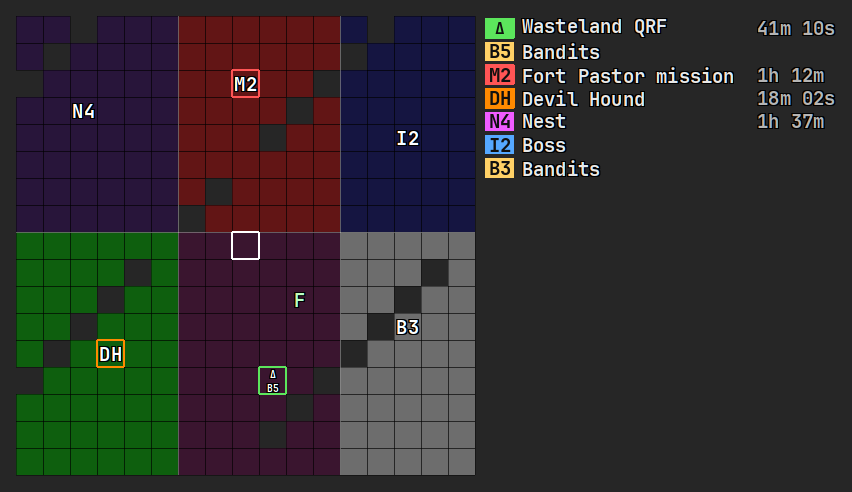 Δ Wasteland QRF 41m 10s
B5 Bandits
M2 Fort Pastor mission 1h 12m
DH Devil Hound 18m 02s
N4 Nest 1h 37m
I2 Boss
B3 Bandits
M2
N4
I2
F
B3
DH
Δ
B5